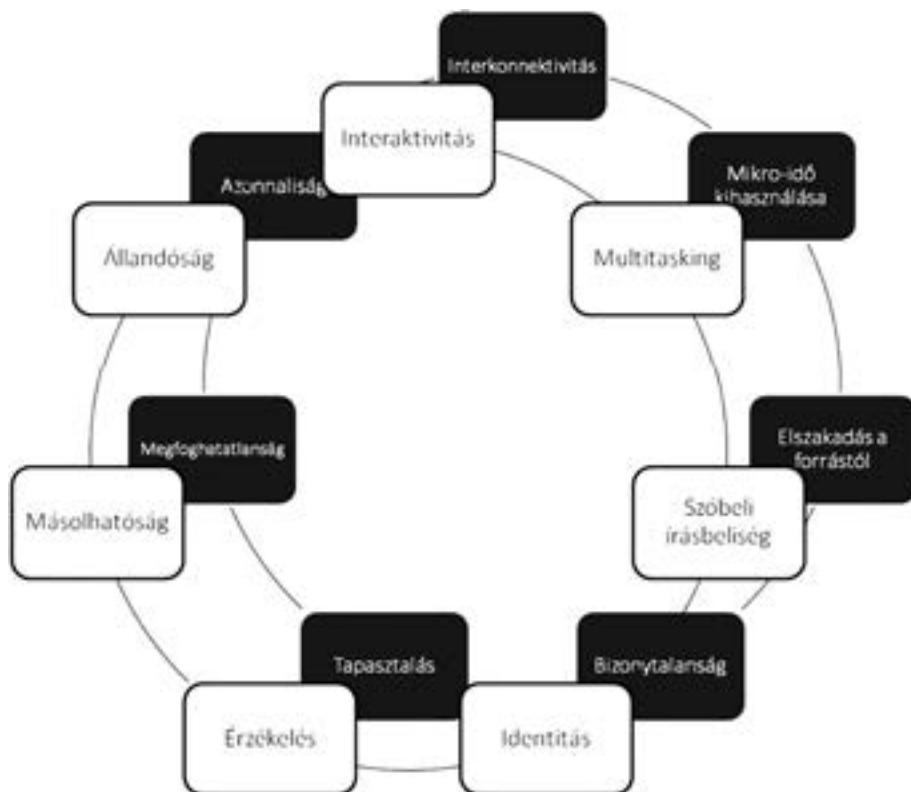 Interkonnektivitás
Interaktivitás
Azonnaliság
Mikro-idő
kihasználása
Állandóság
Multitasking
Megfoghatatlanság
Elszakadás a
forrástól
Másolhatóság
Szóbeli
írásbeliség
Tapasztalás
Bizonytalanság
Érzékelés
Identitás